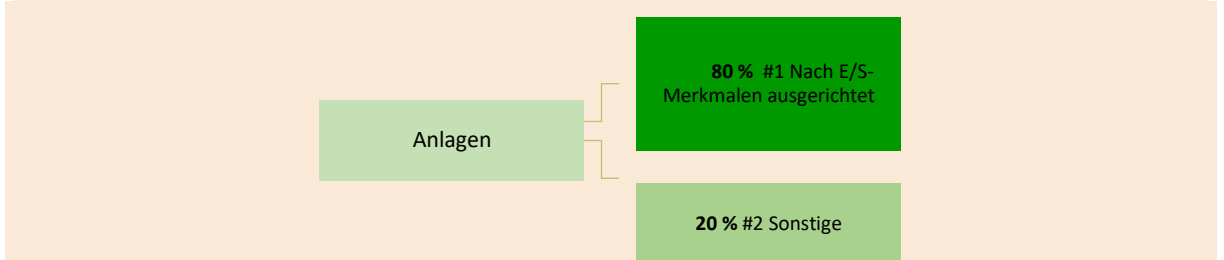 80 % #1 Nach E/S-
Merkmalen ausgerichtet
Anlagen
20 % #2 Sonstige